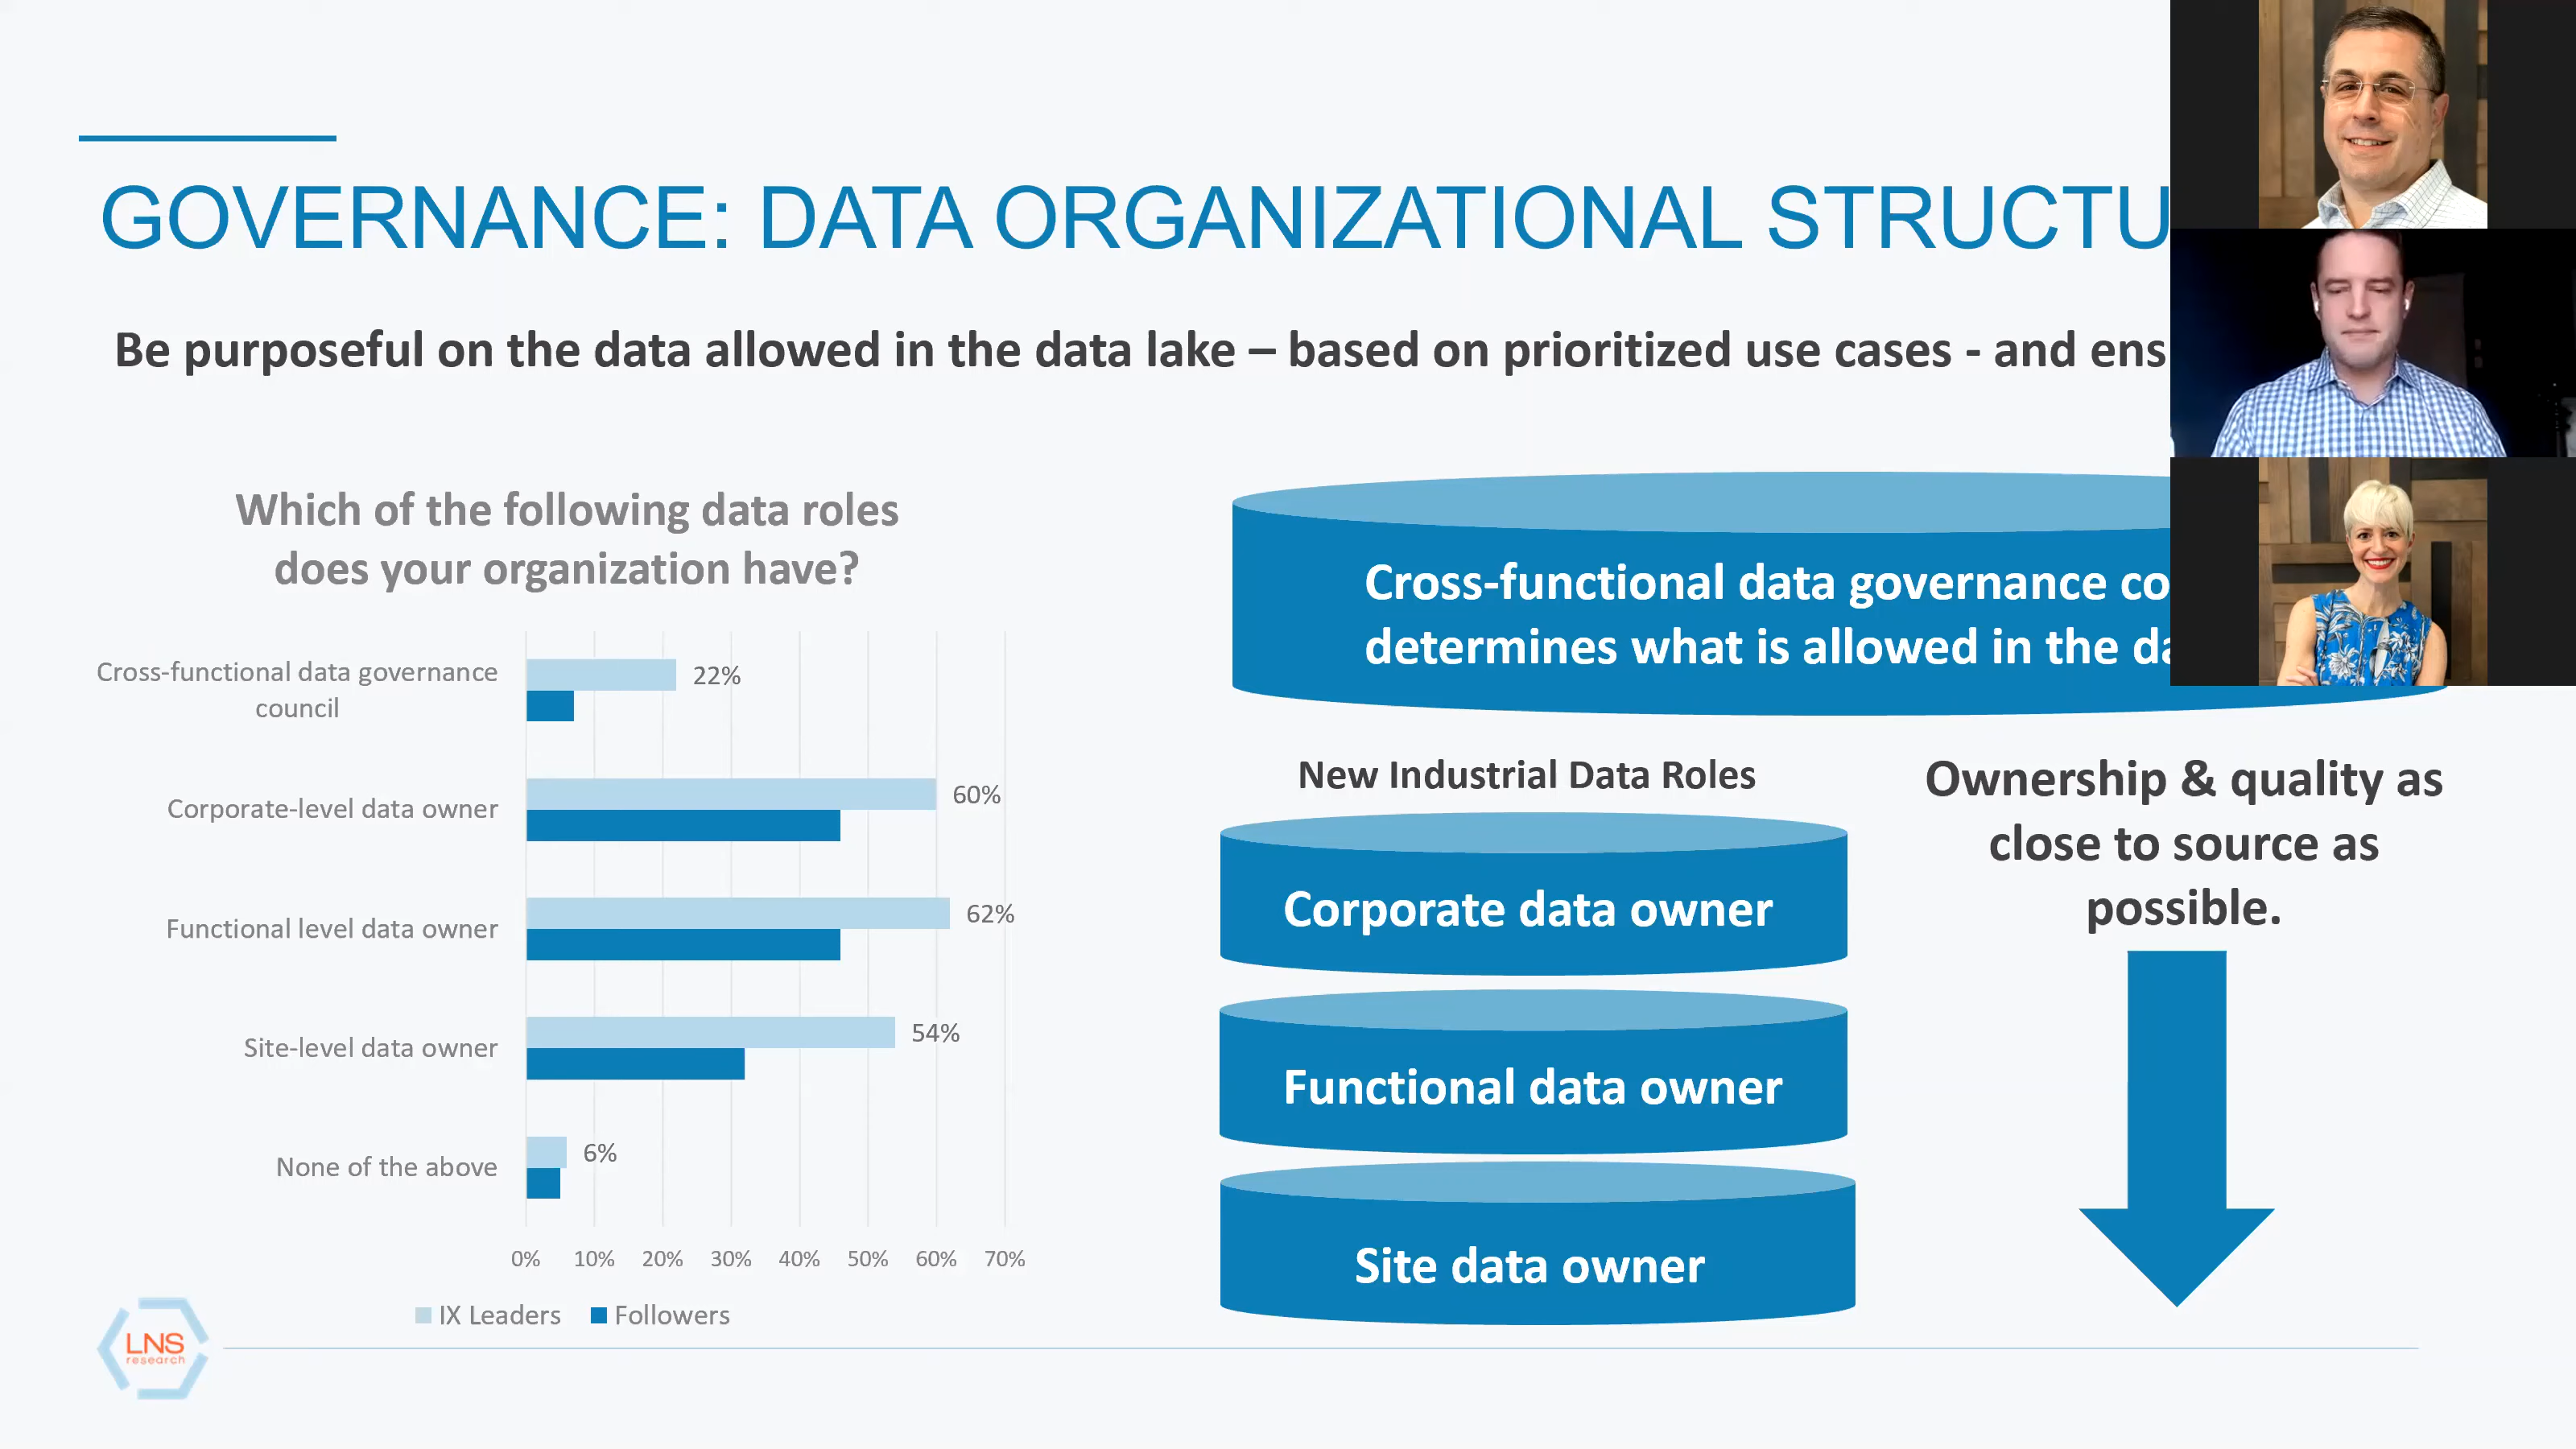 GOVERNANCE: DATA ORGANIZATIONAL STRUCTU
Be purposeful on the data allowed in the data lake – based on prioritized use cases - and ens
Which of the following data roles
does your organization have?
Cross-functional data governance
council
22%
Corporate-level data owner
60%
Functional level data owner
62%
Site-level data owner
54%
None of the above
6%
0% 10% 20% 30% 40% 50% 60% 70%
IX Leaders Followers
Cross-functional data governance co
determines what is allowed in the da
New Industrial Data Roles
Corporate data owner
Functional data owner
Site data owner
Ownership & quality as
close to source as
possible.
LNS
research